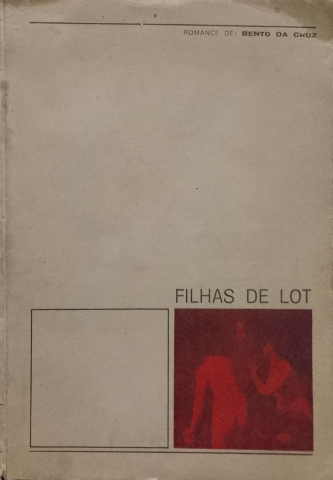 ROMANCE DE: BENTO DA CRUZ
FILHAS DE LOT